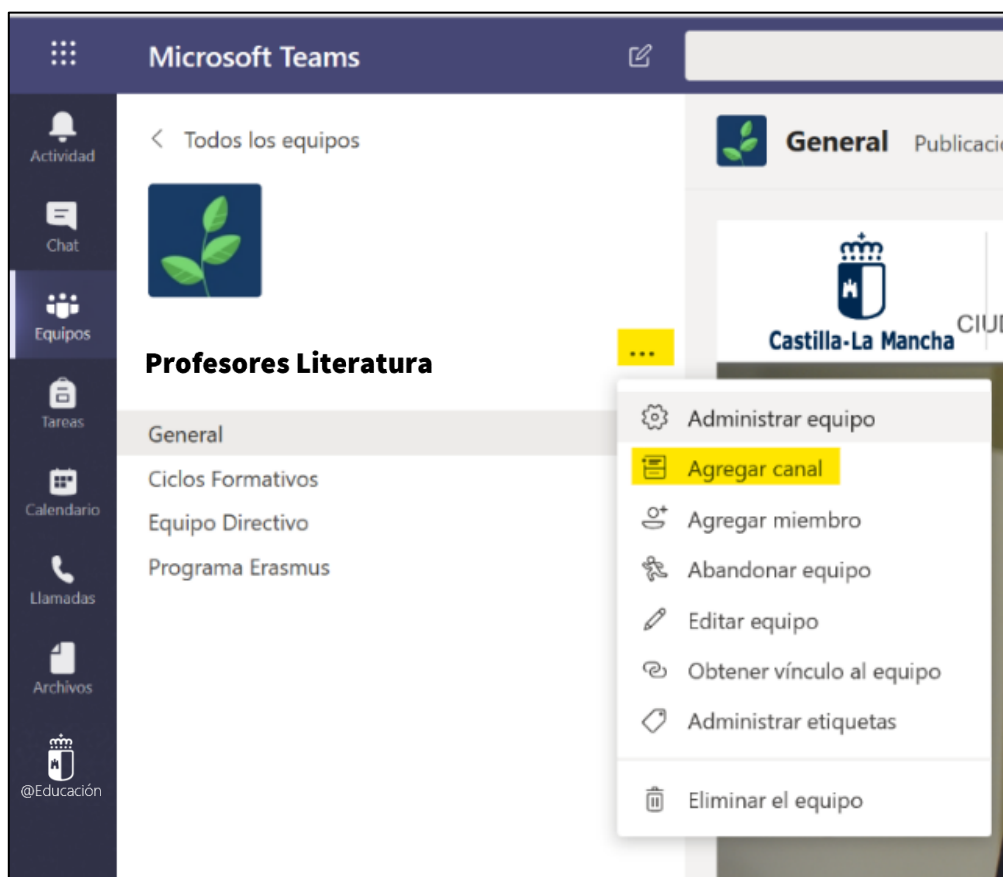 Microsoft Teams
Actividad
Chat
Equipos
Tareas
Calendario
Llamadas
Archivos
@Educación
Todos los equipos
Profesores Literatura
...
General
Ciclos Formativos
Equipo Directivo
Programa Erasmus
General Publicacio
Castilla-La Mancha
Administrar equipo
Agregar canal
Agregar miembro
Abandonar equipo
Editar equipo
Obtener vínculo al equipo
Administrar etiquetas
Eliminar el equipo